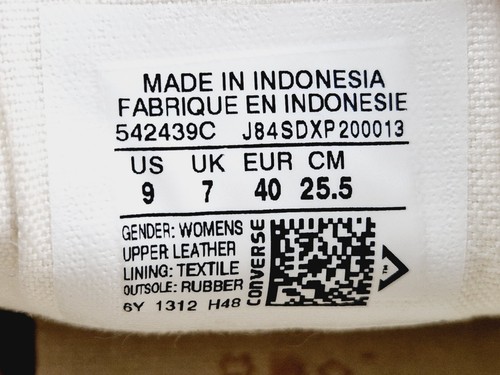 MADE IN INDONESIA
FABRIQUE EN INDONESIE
542439C J84SDXP200013
US UK EUR CM
9 7 40 25.5
GENDER: WOMENS
UPPER LEATHER
LINING: TEXTILE
OUTSOLE: RUBBER
6Y 1312 H48
CONVERSE
TM